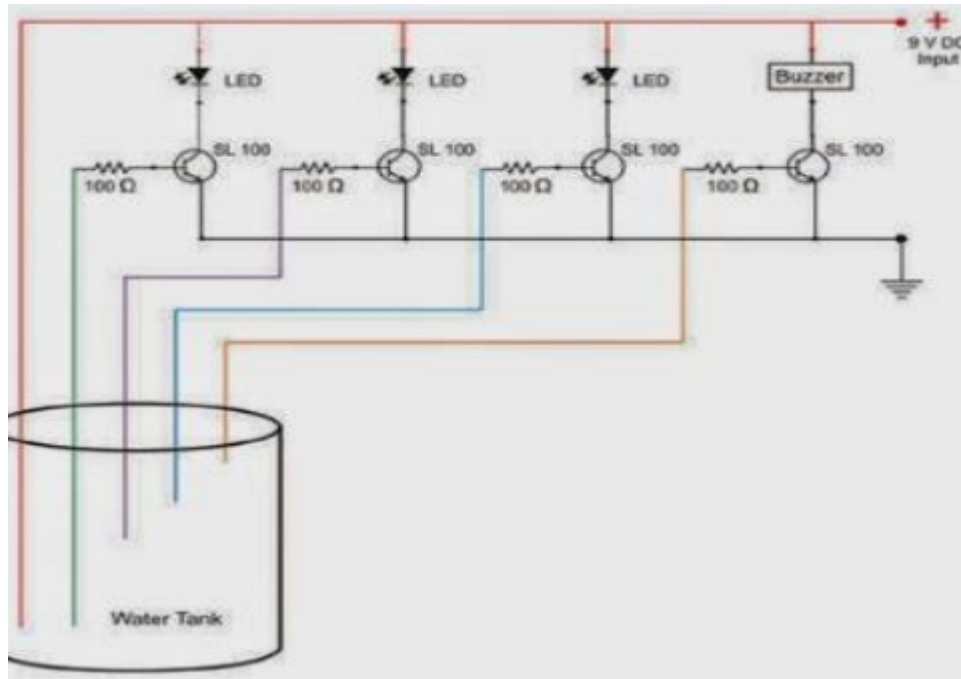 +
9 V DC
Input
LED
LED
LED
Buzzer
SL 100
SL 100
SL 100
SL 100
100 Ω
100 Ω
100 Ω
100 Ω
Water Tank